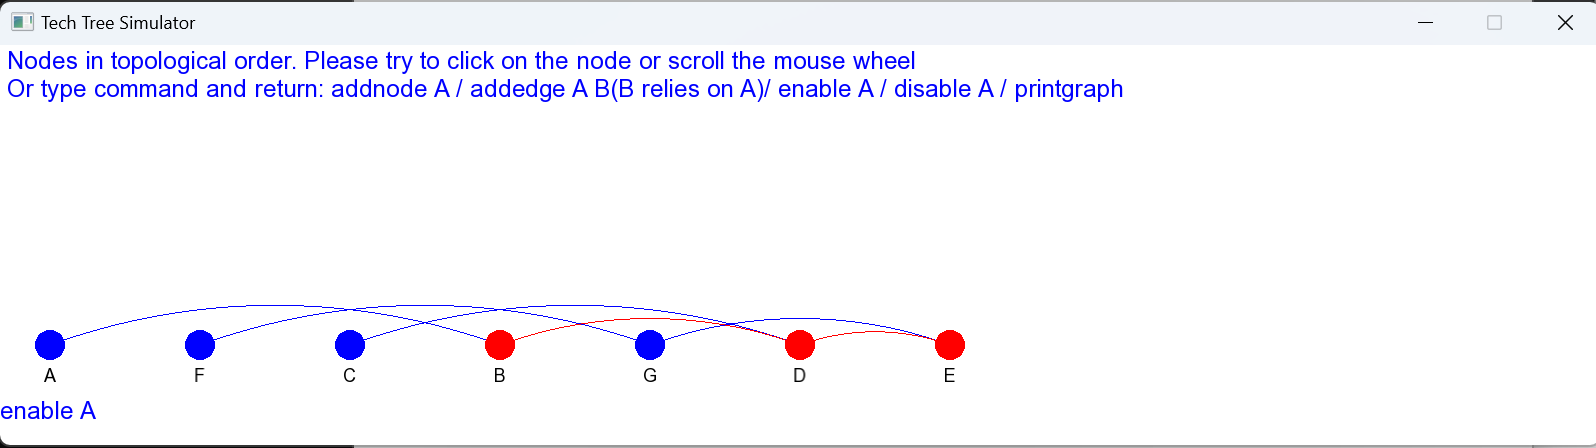 Tech Tree Simulator
Nodes in topological order. Please try to click on the node or scroll the mouse wheel
Or type command and return: addnode A / addedge A B(B relies on A)/ enable A / disable A / printgraph
A F C B G D E
enable A